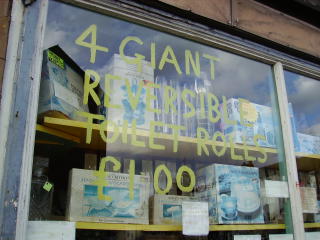 4 GIANT
REVERSIBLE
TOILET ROLLS
£1.00